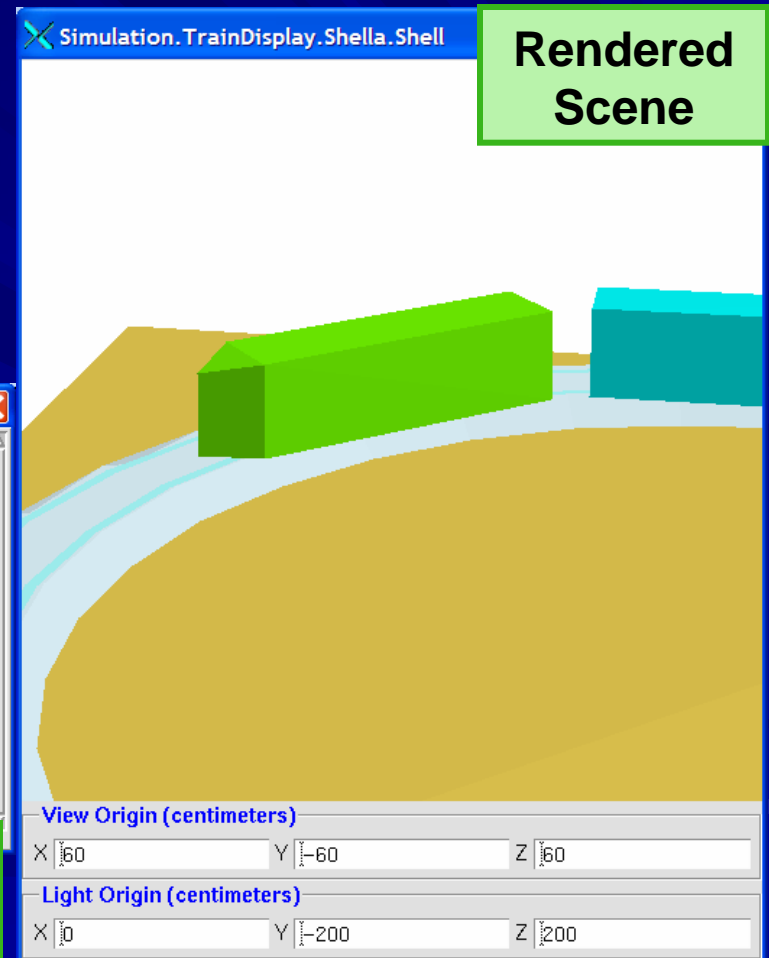 Simulation.TrainDisplay.Shella.Shell
Rendered
Scene
View Origin (centimeters)
X 60 Y -60 Z 60
Light Origin (centimeters)
X 0 Y -200 Z 200